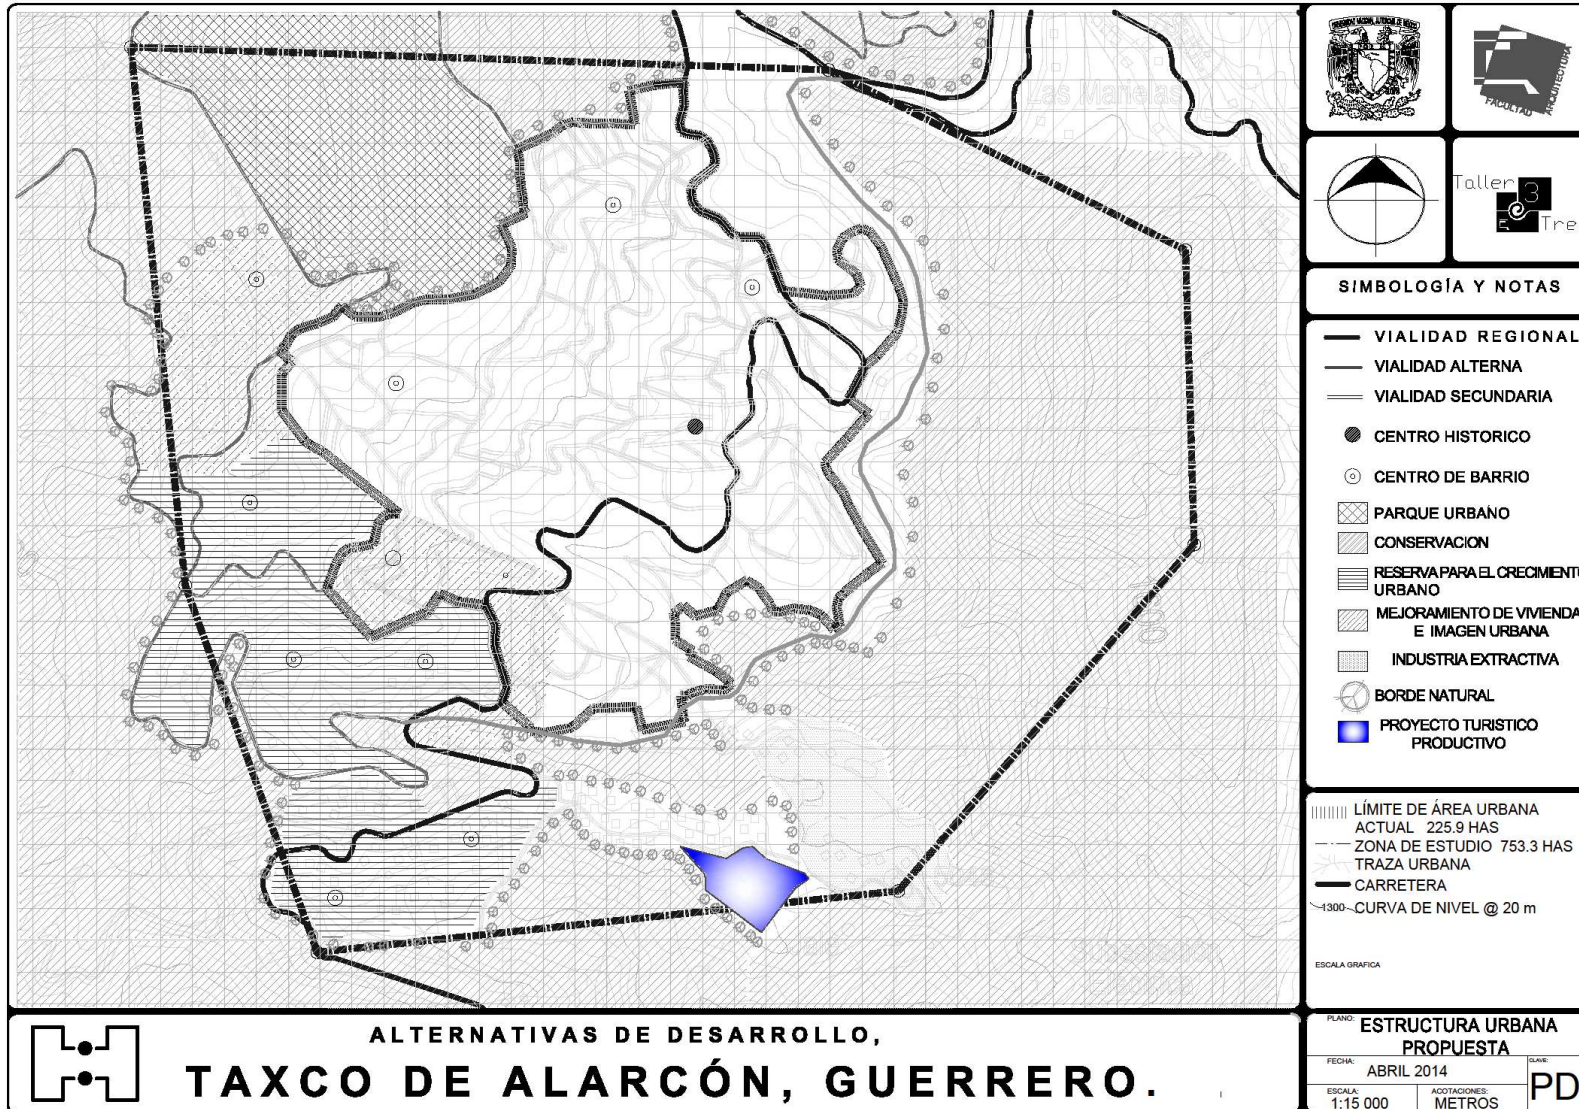 Las Marielas
FACULTAD
ARQUITECTURA
Taller
3
E
Tre
SIMBOLOGÍA Y NOTAS
VIALIDAD REGIONAL
VIALIDAD ALTERNA
VIALIDAD SECUNDARIA
CENTRO HISTORICO
CENTRO DE BARRIO
PARQUE URBANO
CONSERVACION
RESERVA PARA EL CRECIMIENTO
URBANO
MEJORAMIENTO DE VIVIENDA
E IMAGEN URBANA
INDUSTRIA EXTRACTIVA
BORDE NATURAL
PROYECTO TURISTICO
PRODUCTIVO
LÍMITE DE ÁREA URBANA
ACTUAL 225.9 HAS
ZONA DE ESTUDIO 753.3 HAS
TRAZA URBANA
CARRETERA
1300 CURVA DE NIVEL @ 20 m
ESCALA GRAFICA
ALTERNATIVAS DE DESARROLLO,
TAXCO DE ALARCÓN, GUERRERO.
PLANO: ESTRUCTURA URBANA
PROPUESTA
FECHA: ABRIL 2014
CLAVE: PD
ESCALA: 1:15 000
ACOTACIONES: METROS